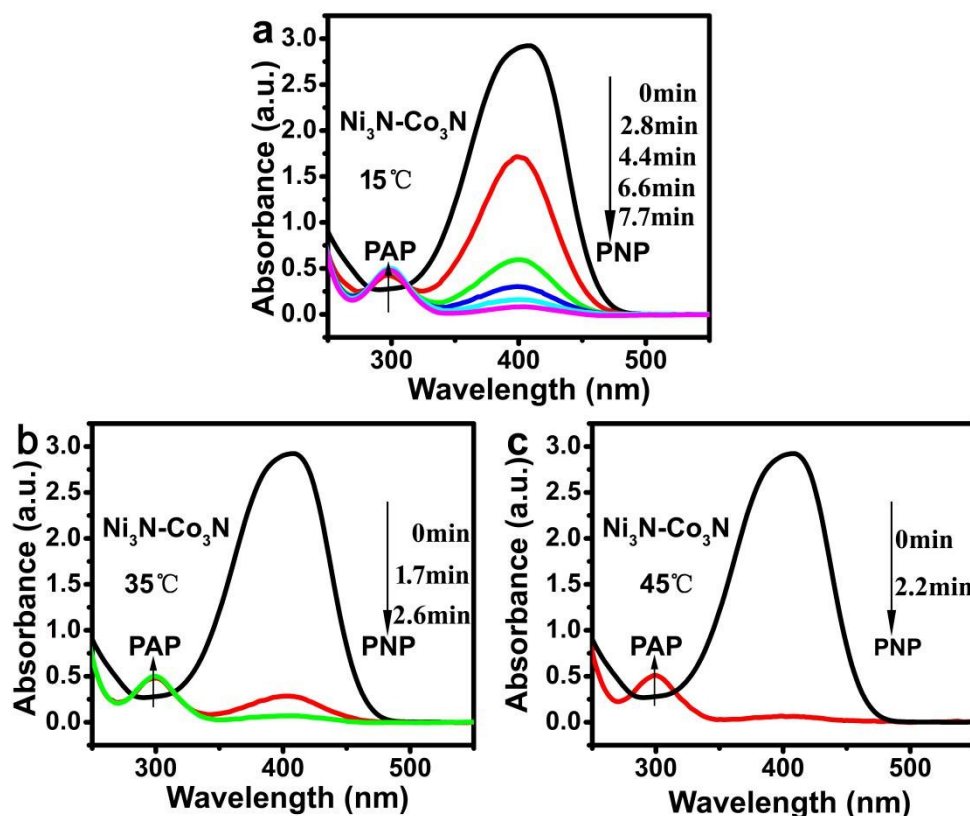 a
3.0
2.5
2.0
1.5
1.0
0.5
0.0
Absorbance (a.u.)
Ni₃N-Co₃N
15℃
PAP
0min
2.8min
4.4min
6.6min
7.7min
PNP
300 400 500
Wavelength (nm)
b
3.0
2.5
2.0
1.5
1.0
0.5
0.0
Absorbance (a.u.)
Ni₃N-Co₃N
35℃
PAP
0min
1.7min
2.6min
PNP
300 400 500
Wavelength (nm)
c
3.0
2.5
2.0
1.5
1.0
0.5
0.0
Absorbance (a.u.)
Ni₃N-Co₃N
45℃
PAP
0min
2.2min
PNP
300 400 500
Wavelength (nm)